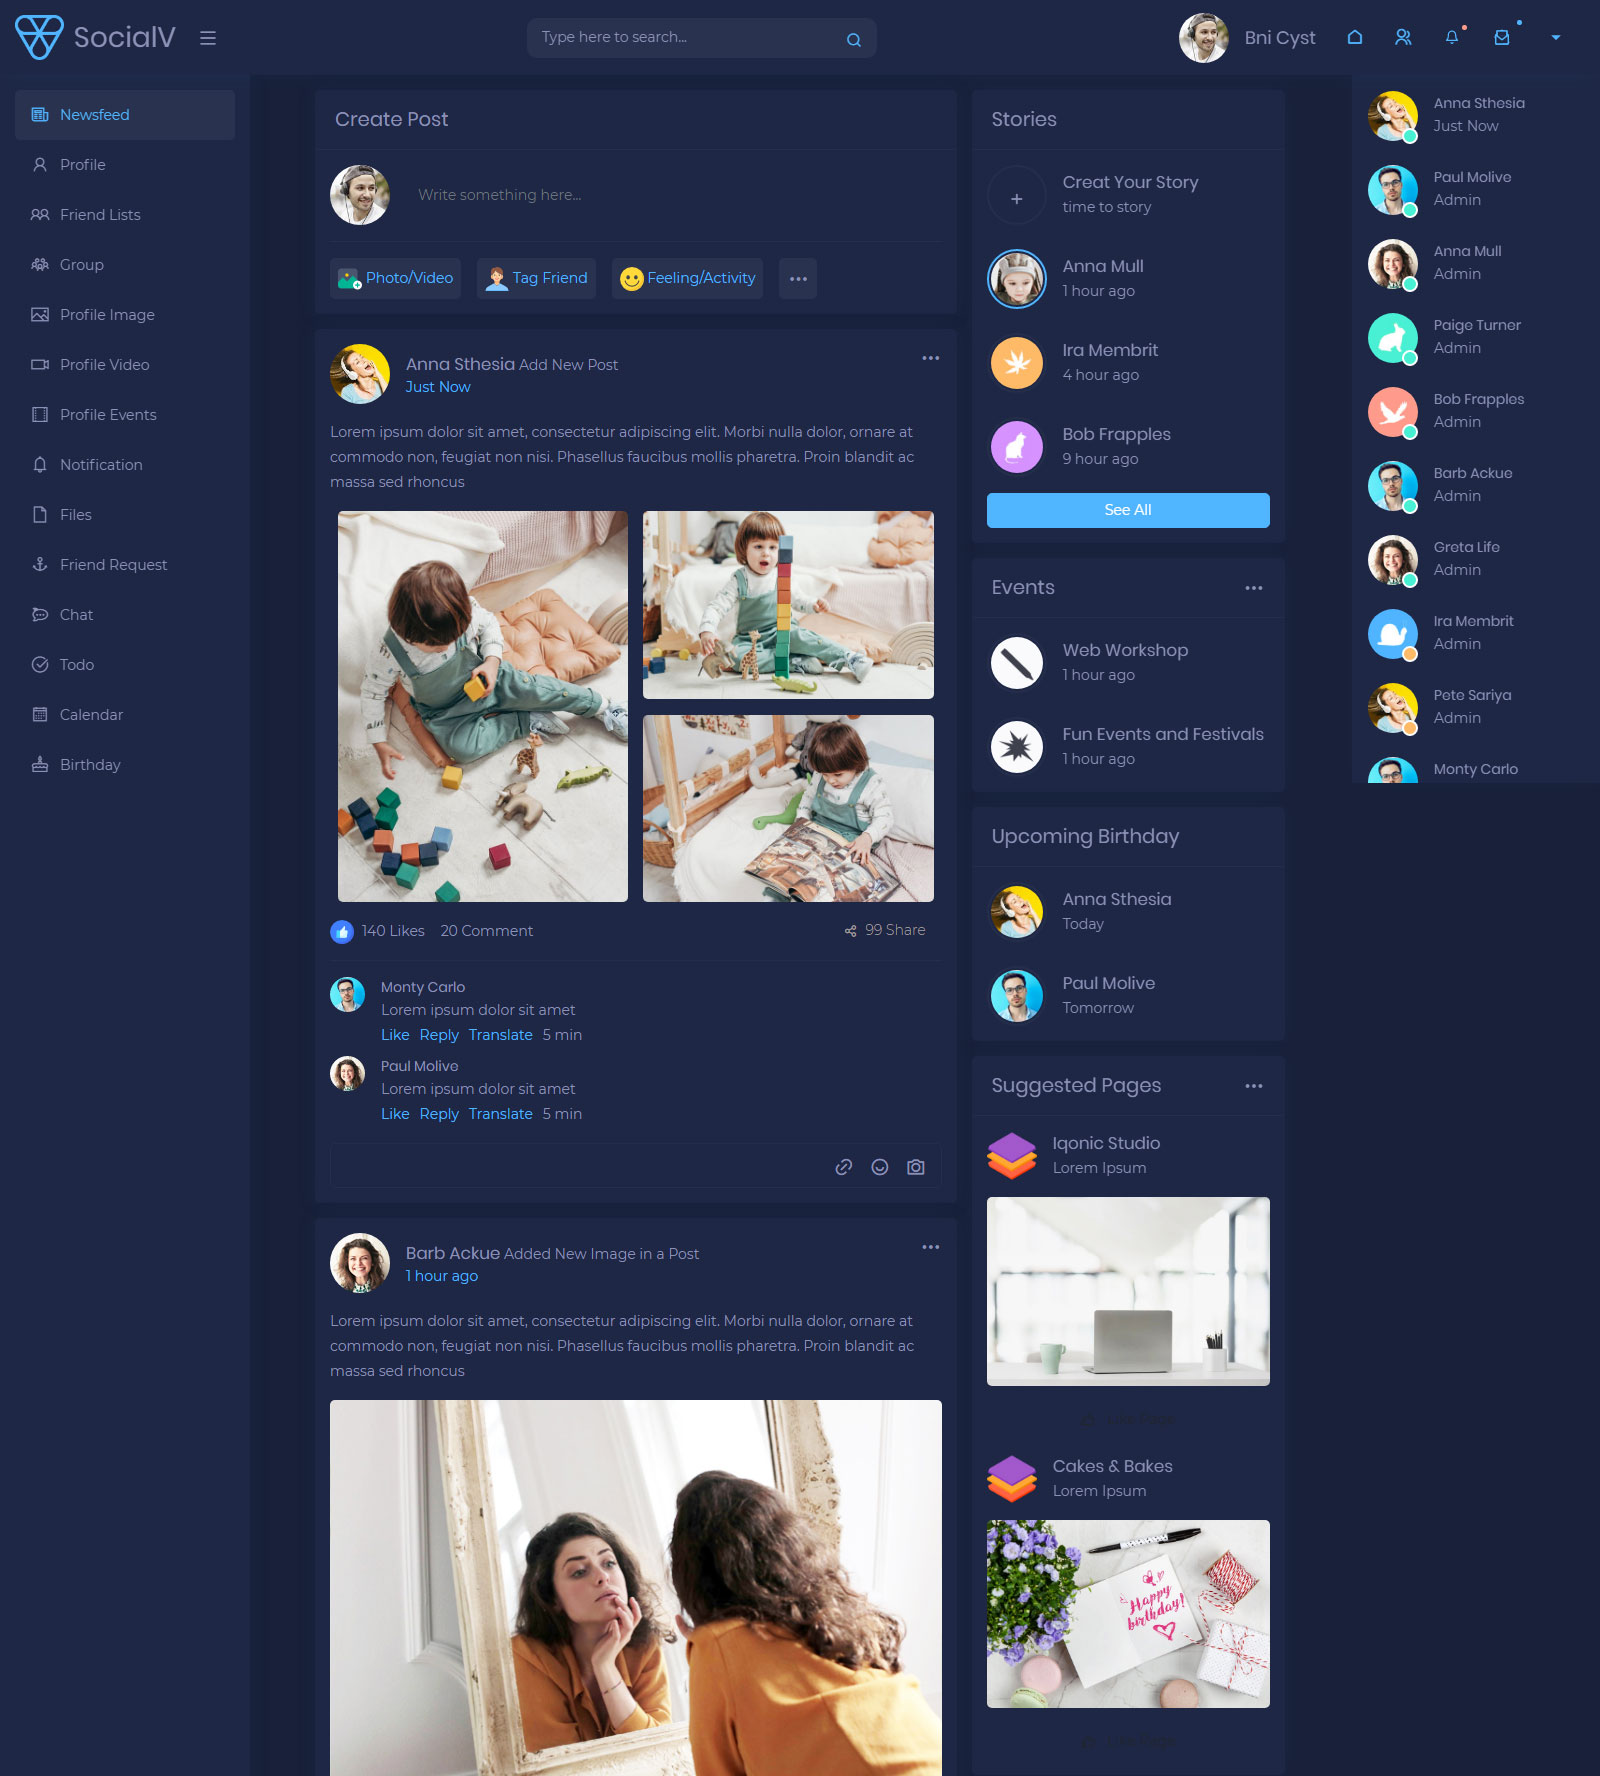 SocialV
Type here to search...
Bni Cyst
Newsfeed
Profile
Friend Lists
Group
Profile Image
Profile Video
Profile Events
Notification
Files
Friend Request
Chat
Todo
Calendar
Birthday
Create Post
Write something here...
Photo/Video
Tag Friend
Feeling/Activity
Anna Sthesia Add New Post
Just Now
Lorem ipsum dolor sit amet, consectetur adipiscing elit. Morbi nulla dolor, ornare at
commodo non, feugiat non nisi. Phasellus faucibus mollis pharetra. Proin blandit ac
massa sed rhoncus
140 Likes
20 Comment
99 Share
Monty Carlo
Lorem ipsum dolor sit amet
Like Reply Translate 5 min
Paul Molive
Lorem ipsum dolor sit amet
Like Reply Translate 5 min
Barb Ackue Added New Image in a Post
1 hour ago
Lorem ipsum dolor sit amet, consectetur adipiscing elit. Morbi nulla dolor, ornare at
commodo non, feugiat non nisi. Phasellus faucibus mollis pharetra. Proin blandit ac
massa sed rhoncus
Stories
Creat Your Story
time to story
Anna Mull
1 hour ago
Ira Membrit
4 hour ago
Bob Frapples
9 hour ago
See All
Events
Web Workshop
1 hour ago
Fun Events and Festivals
1 hour ago
Upcoming Birthday
Anna Sthesia
Today
Paul Molive
Tomorrow
Suggested Pages
Iqonic Studio
Lorem Ipsum
Like Page
Cakes & Bakes
Lorem Ipsum
Happy
birthday!
Like Page
Anna Sthesia
Just Now
Paul Molive
Admin
Anna Mull
Admin
Paige Turner
Admin
Bob Frapples
Admin
Barb Ackue
Admin
Greta Life
Admin
Ira Membrit
Admin
Pete Sariya
Admin
Monty Carlo